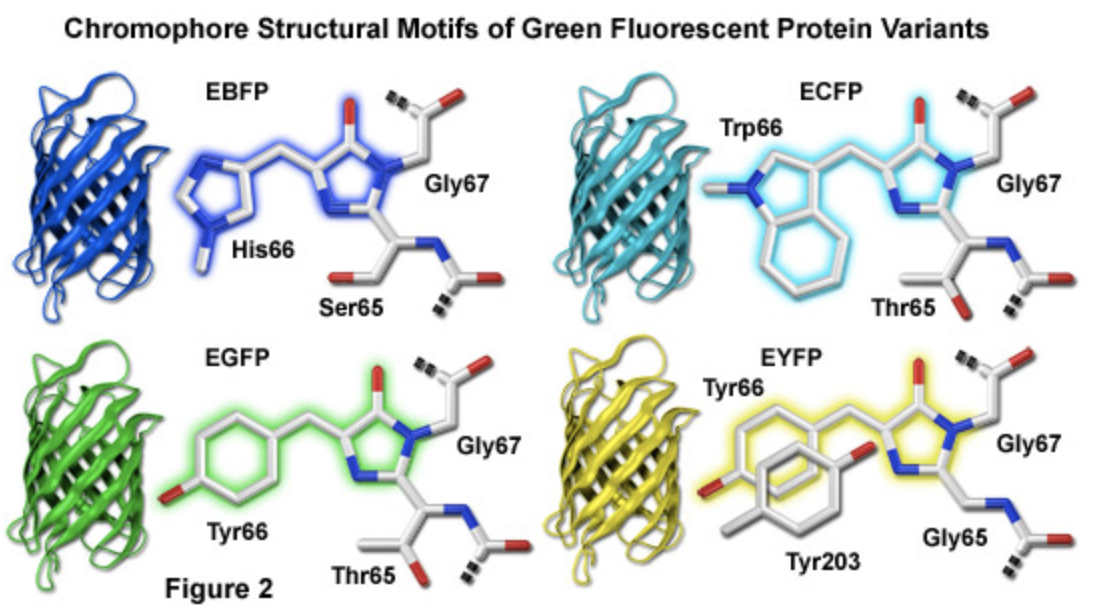 Chromophore Structural Motifs of Green Fluorescent Protein Variants
EBFP
Gly67
His66
Ser65
ECFP
Trp66
Gly67
Thr65
EGFP
Gly67
Tyr66
Thr65
EYFP
Tyr66
Gly67
Gly65
Tyr203
Figure 2